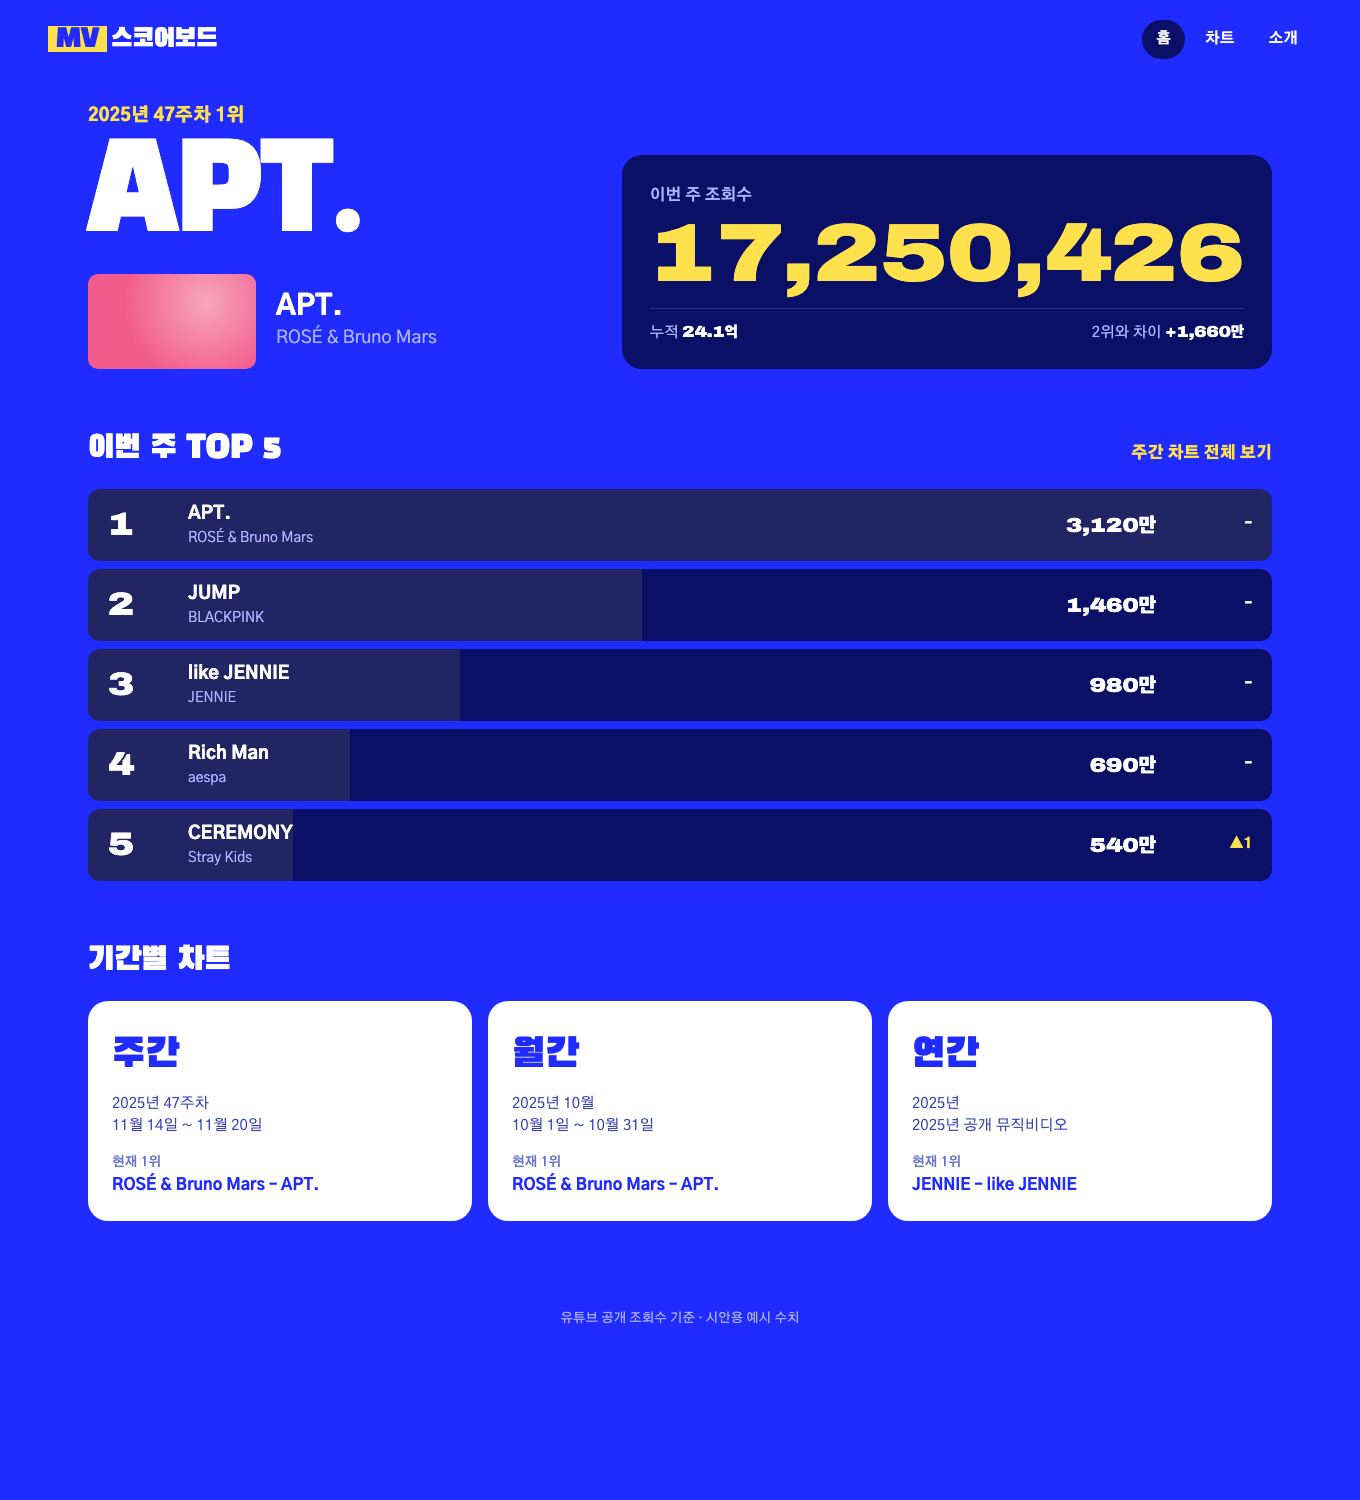 MV 스코어보드
홈 차트 소개
2025년 47주차 1위
APT.
APT.
ROSÉ & Bruno Mars
이번 주 조회수
17,250,426
누적 24.1억 2위와 차이 +1,660만
이번 주 TOP 5 주간 차트 전체 보기
1 APT. 3,120만 -
ROSÉ & Bruno Mars
2 JUMP 1,460만 -
BLACKPINK
3 like JENNIE 980만 -
JENNIE
4 Rich Man 690만 -
aespa
5 CEREMONY 540만 ▲1
Stray Kids
기간별 차트
주간
2025년 47주차
11월 14일 ~ 11월 20일
현재 1위
ROSÉ & Bruno Mars – APT.
월간
2025년 10월
10월 1일 ~ 10월 31일
현재 1위
ROSÉ & Bruno Mars – APT.
연간
2025년
2025년 공개 뮤직비디오
현재 1위
JENNIE – like JENNIE
유튜브 공개 조회수 기준 · 시안용 예시 수치